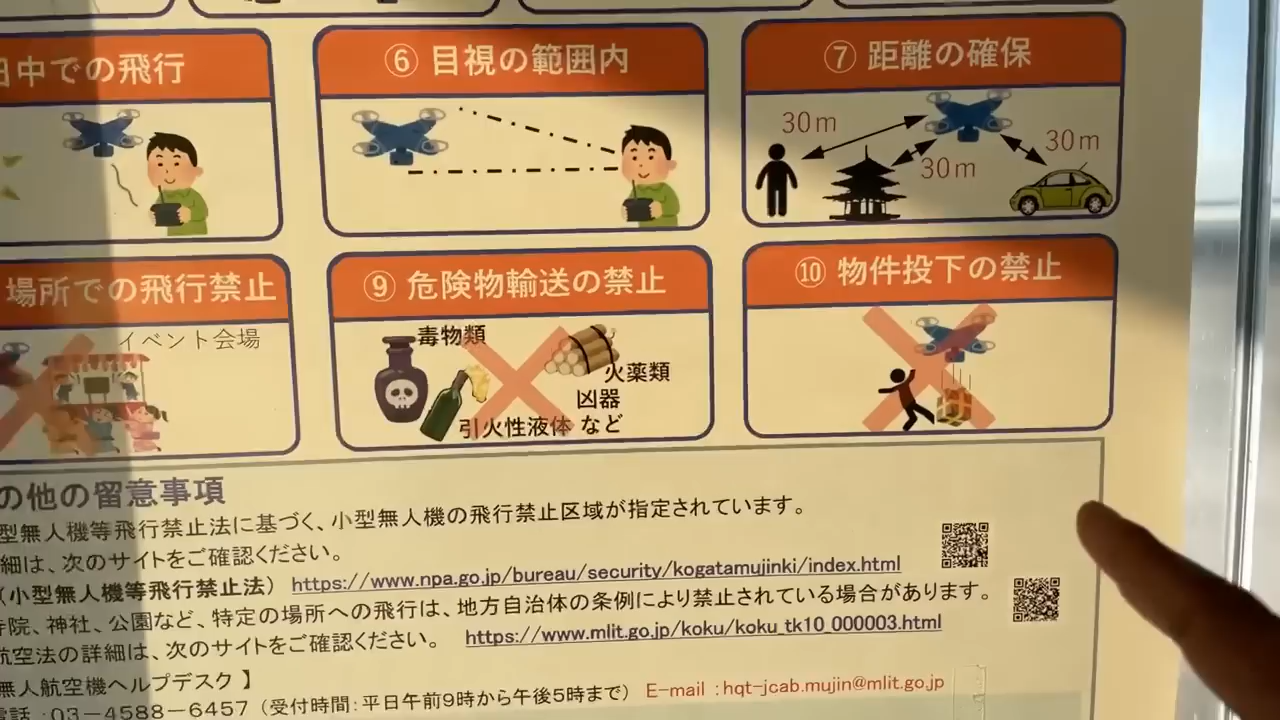 日中での飛行
⑥ 目視の範囲内
⑦ 距離の確保
30m
30m
30m
場所での飛行禁止
イベント会場
⑨ 危険物輸送の禁止
毒物類
火薬類
凶器
引火性液体 など
⑩ 物件投下の禁止
の他の留意事項
型無人機等飛行禁止法に基づく、小型無人機の飛行禁止区域が指定されています。
細は、次のサイトをご確認ください。
(小型無人機等飛行禁止法) https://www.npa.go.jp/bureau/security/kogatamujinki/index.html
寺院、神社、公園など、特定の場所への飛行は、地方自治体の条例により禁止されている場合があります。
航空法の詳細は、次のサイトをご確認ください。 https://www.mlit.go.jp/koku/koku_tk10_000003.html
無人航空機ヘルプデスク 】
電話：03－4588－6457 (受付時間：平日午前9時から午後5時まで) E-mail：hqt-jcab.mujin@mlit.go.jp